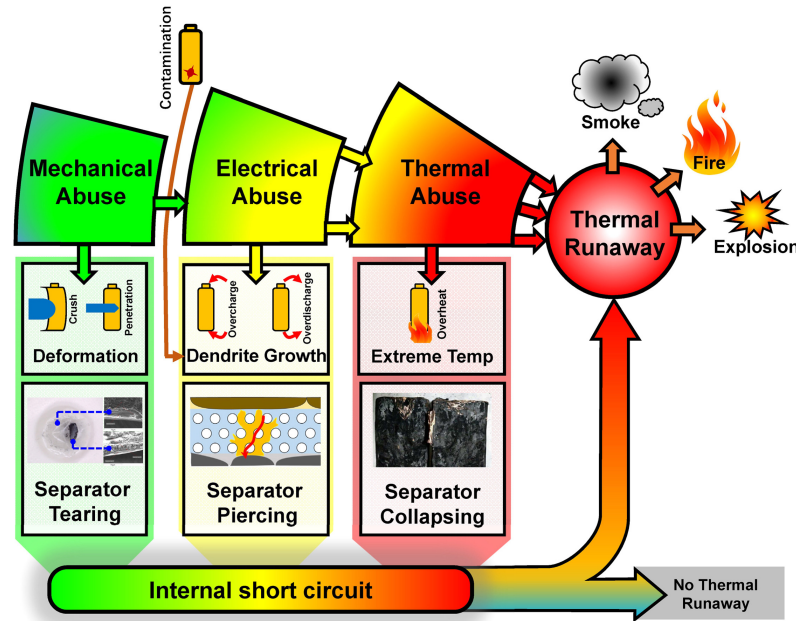 Contamination
Mechanical
Abuse
Electrical
Abuse
Thermal
Abuse
Thermal
Runaway
Smoke
Fire
Explosion
Crush
Penetration
Deformation
Overcharge
Overdischarge
Dendrite Growth
Overheat
Extreme Temp
Separator
Tearing
Separator
Piercing
Separator
Collapsing
Internal short circuit
No Thermal
Runaway